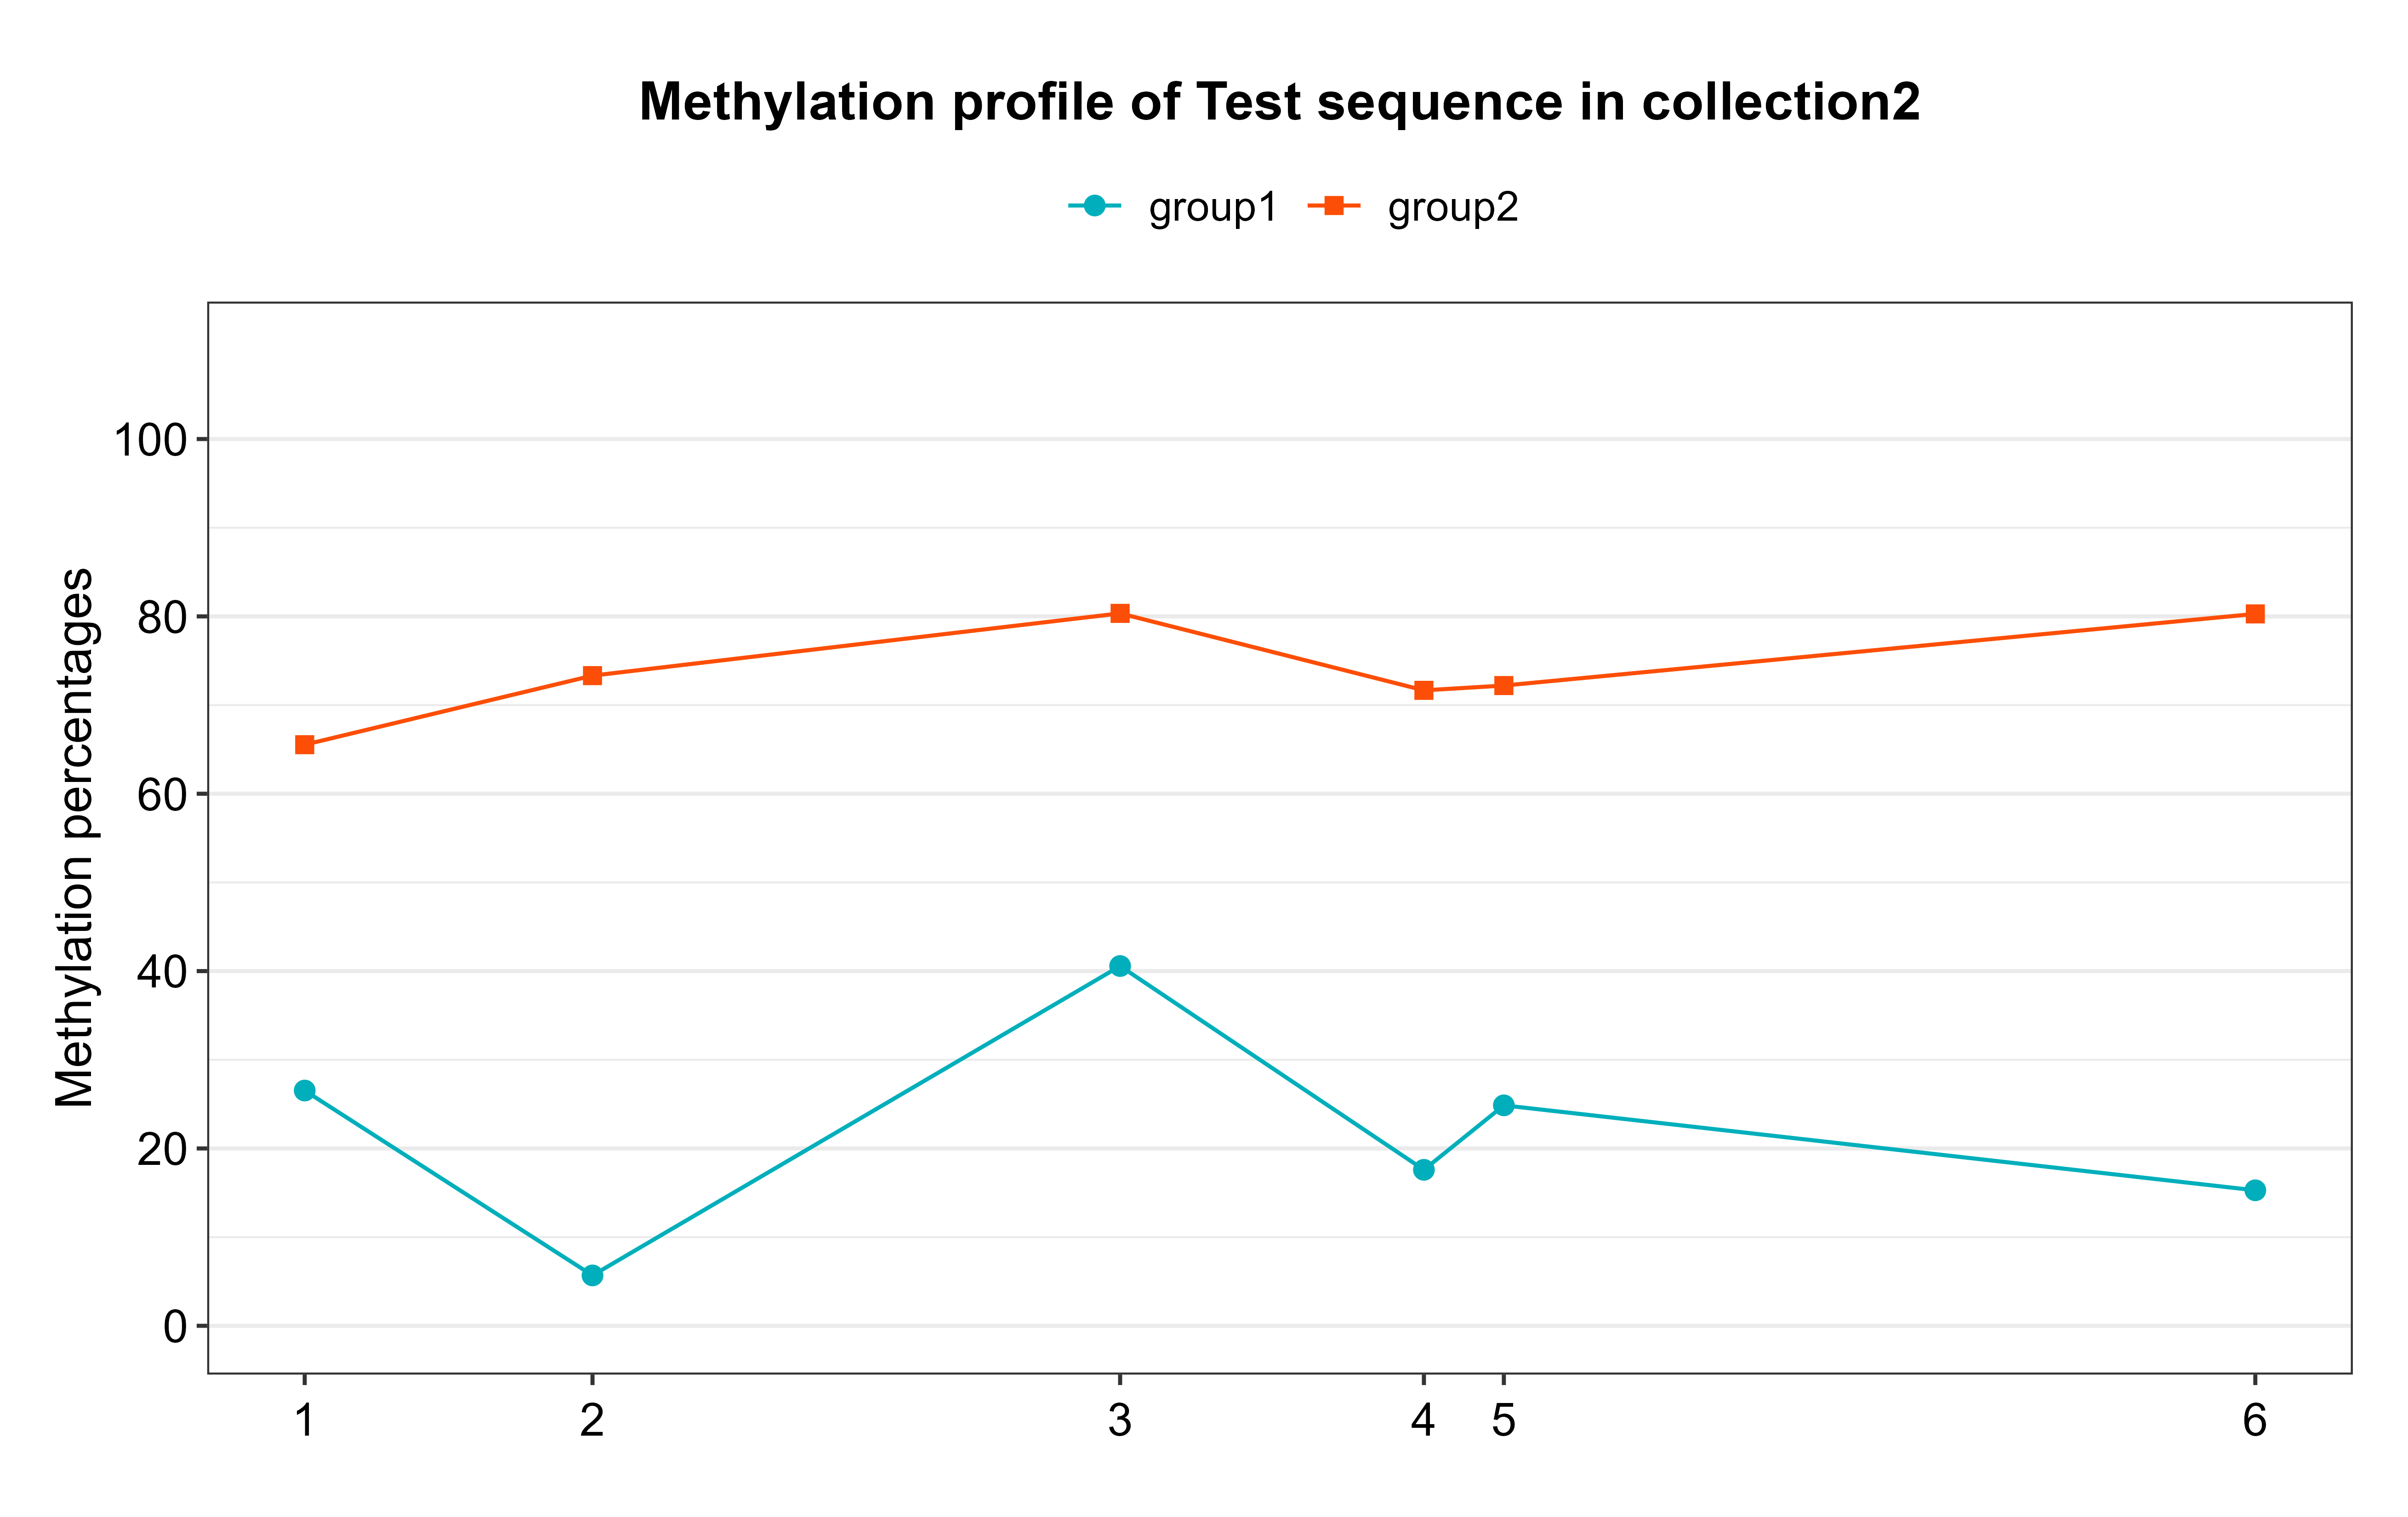 Methylation profile of Test sequence in collection2
group1 group2
Methylation percentages
100
80
60
40
20
0
1 2 3 4 5 6